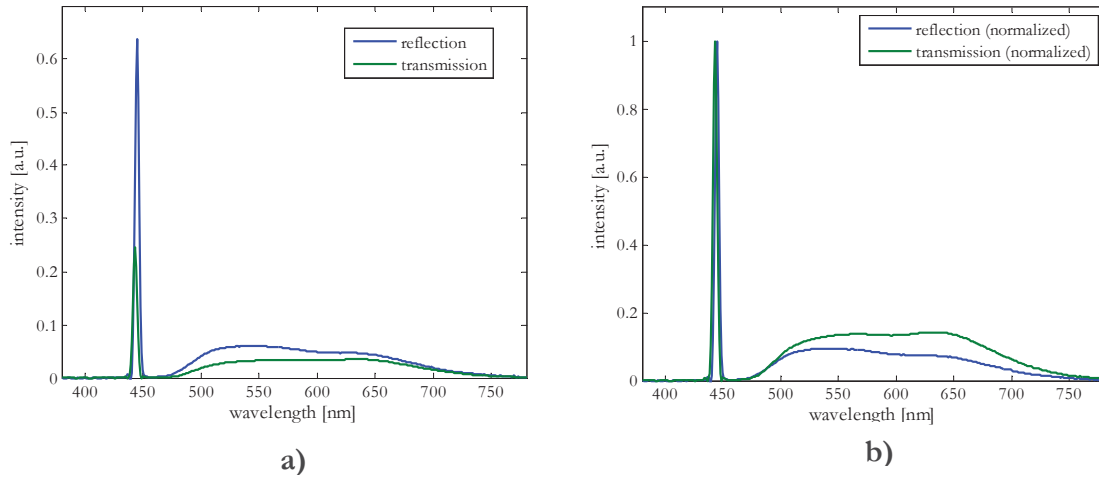 reflection
transmission
intensity [a.u.]
0.6
0.5
0.4
0.3
0.2
0.1
0
400 450 500 550 600 650 700 750
wavelength [nm]
a)
reflection (normalized)
transmission (normalized)
intensity [a.u.]
1
0.8
0.6
0.4
0.2
0
400 450 500 550 600 650 700 750
wavelength [nm]
b)